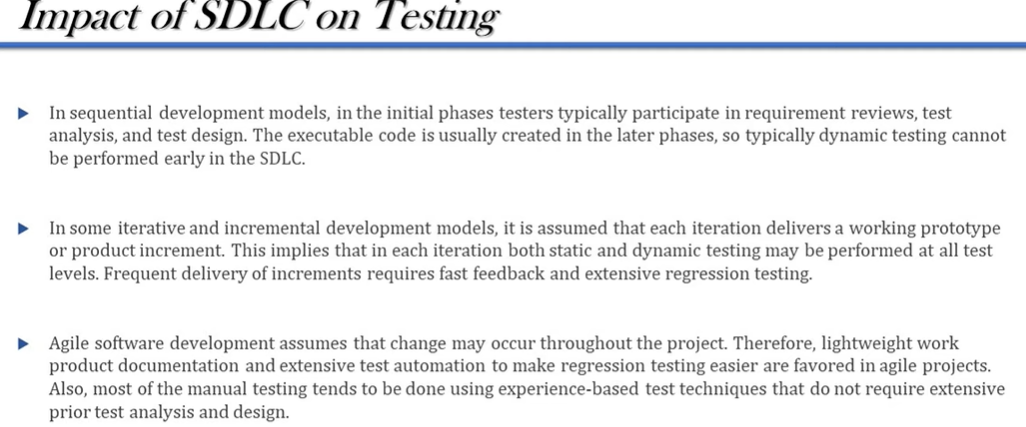 Impact of SDLC on Testing
In sequential development models, in the initial phases testers typically participate in requirement reviews, test
analysis, and test design. The executable code is usually created in the later phases, so typically dynamic testing cannot
be performed early in the SDLC.
In some iterative and incremental development models, it is assumed that each iteration delivers a working prototype
or product increment. This implies that in each iteration both static and dynamic testing may be performed at all test
levels. Frequent delivery of increments requires fast feedback and extensive regression testing.
Agile software development assumes that change may occur throughout the project. Therefore, lightweight work
product documentation and extensive test automation to make regression testing easier are favored in agile projects.
Also, most of the manual testing tends to be done using experience-based test techniques that do not require extensive
prior test analysis and design.